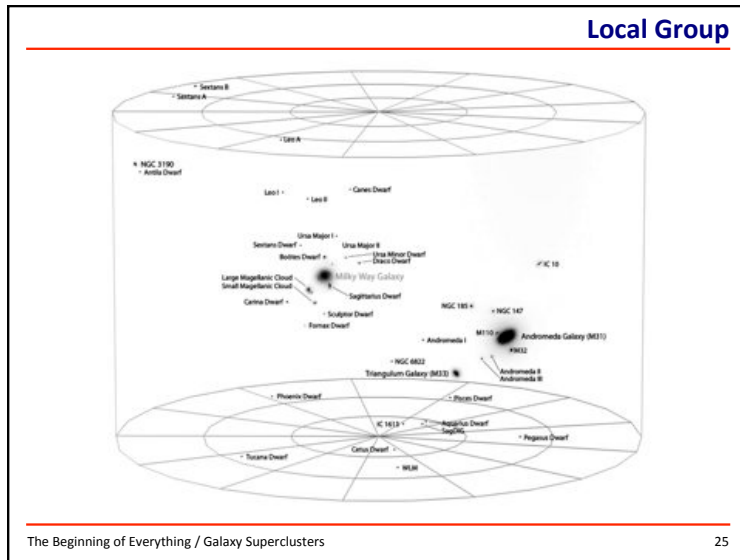 Local Group
Sextans B
Sextans A
Leo A
NGC 3190
Antlia Dwarf
Leo I
Canes Dwarf
Leo II
Ursa Major I
Sextans Dwarf
Ursa Major II
Boötes Dwarf
Ursa Minor Dwarf
Draco Dwarf
IC 10
Milky Way Galaxy
Large Magellanic Cloud
Small Magellanic Cloud
Sagittarius Dwarf
Carina Dwarf
NGC 185
NGC 147
Sculptor Dwarf
Fornax Dwarf
M110
Andromeda Galaxy (M31)
Andromeda I
M32
NGC 6822
Andromeda II
Triangulum Galaxy (M33)
Andromeda III
Phoenix Dwarf
Pisces Dwarf
IC 1613
Aquarius Dwarf
SagDIG
Pegasus Dwarf
Cetus Dwarf
Tucana Dwarf
WLM
The Beginning of Everything / Galaxy Superclusters
25